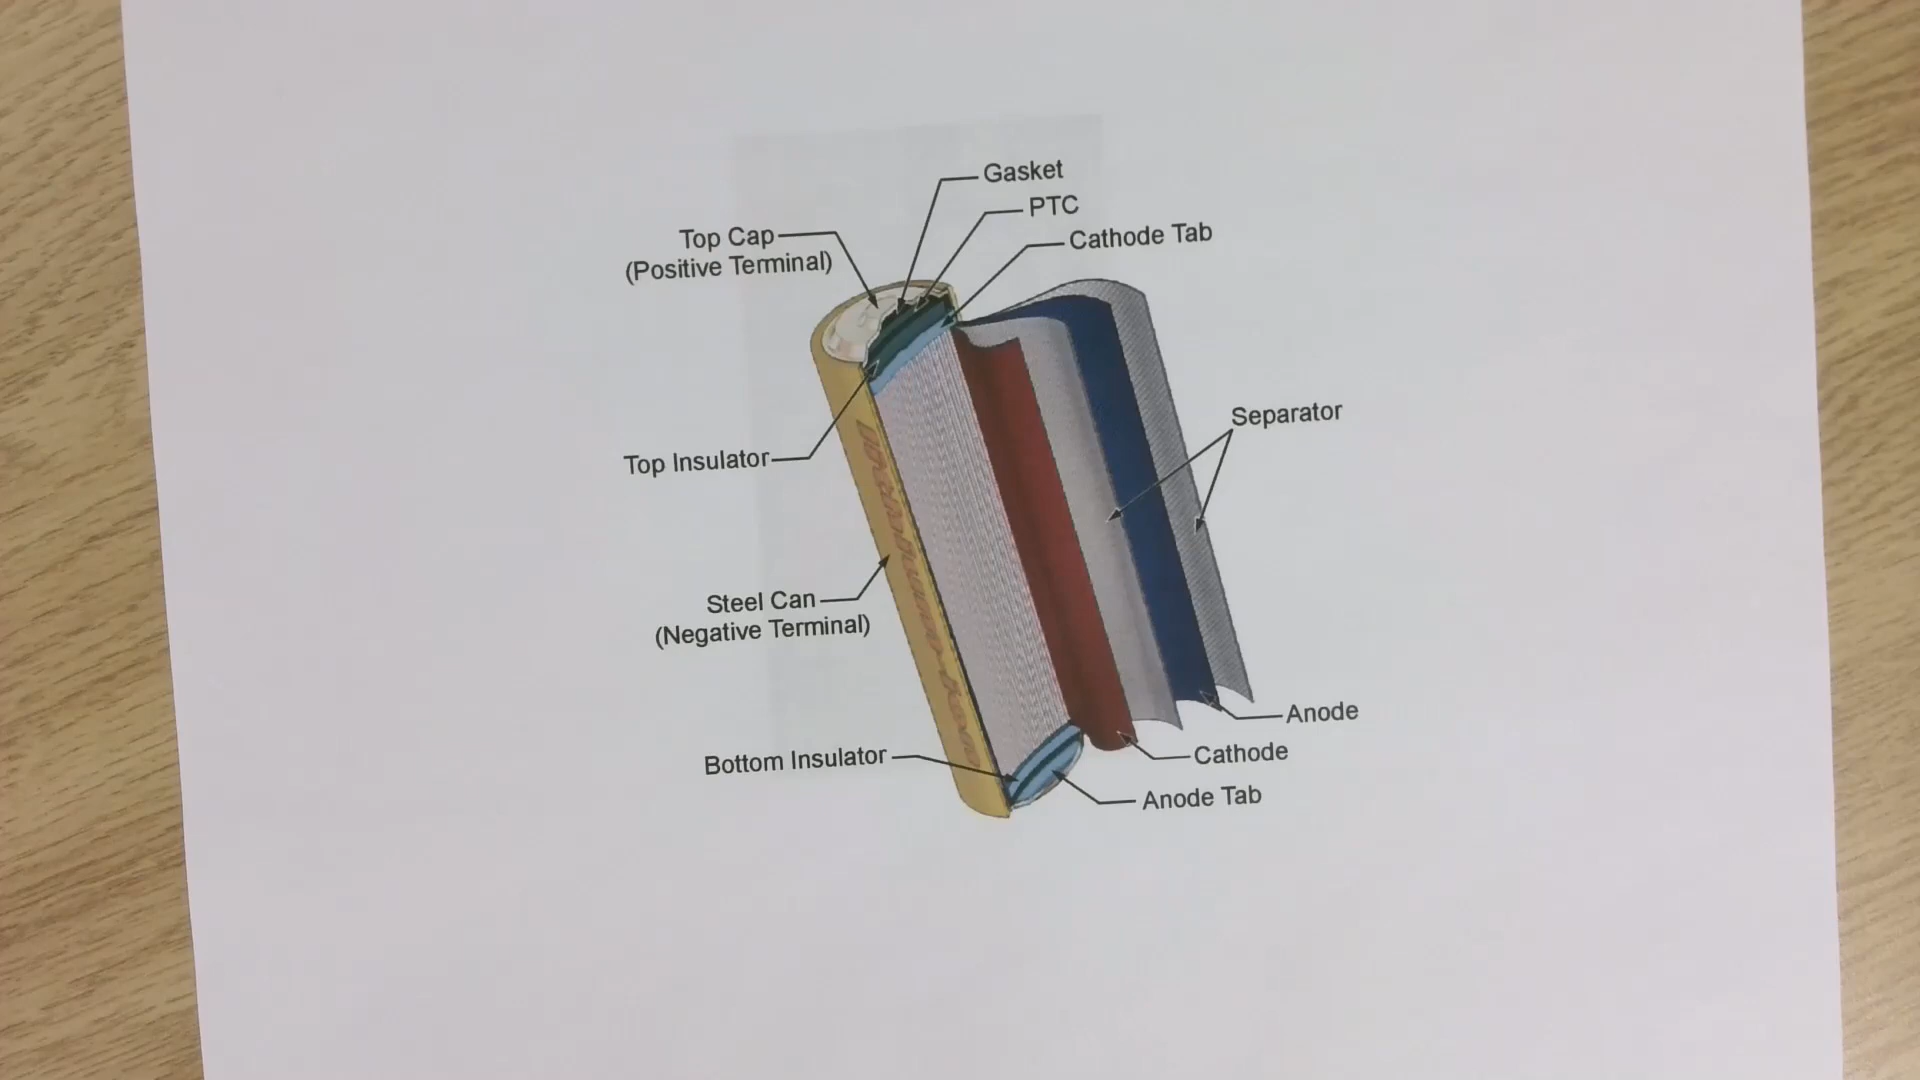 Gasket
PTC
Cathode Tab
Top Cap
(Positive Terminal)
Separator
Top Insulator
Steel Can
(Negative Terminal)
Anode
Cathode
Bottom Insulator
Anode Tab